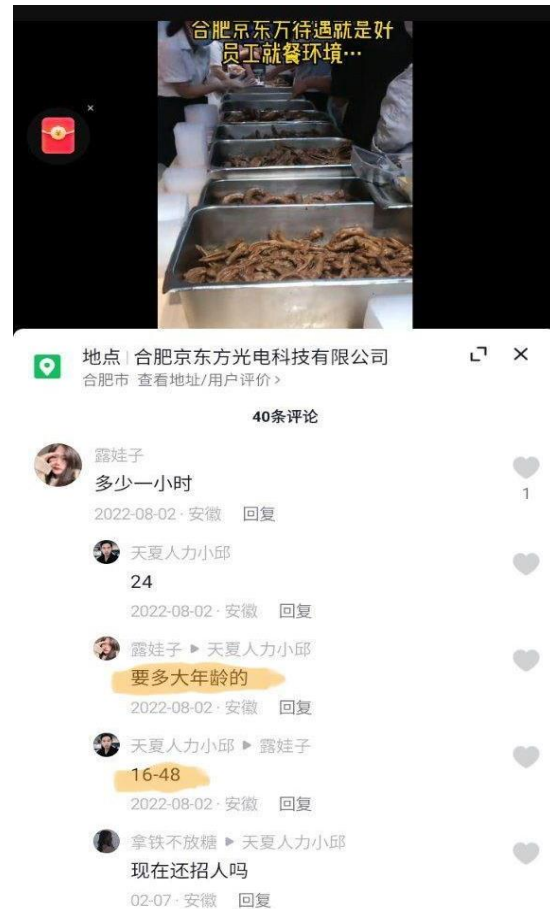 合肥京东方待遇就是好
员工就餐环境…
地点 | 合肥京东方光电科技有限公司
合肥市 查看地址/用户评价 >
40条评论
露娃子
多少一小时
1
2022-08-02 · 安徽 回复
天夏人力小邱
24
2022-08-02 · 安徽 回复
露娃子 ▶ 天夏人力小邱
要多大年龄的
2022-08-02 · 安徽 回复
天夏人力小邱 ▶ 露娃子
16-48
2022-08-02 · 安徽 回复
拿铁不放糖 ▶ 天夏人力小邱
现在还招人吗
02-07 · 安徽 回复